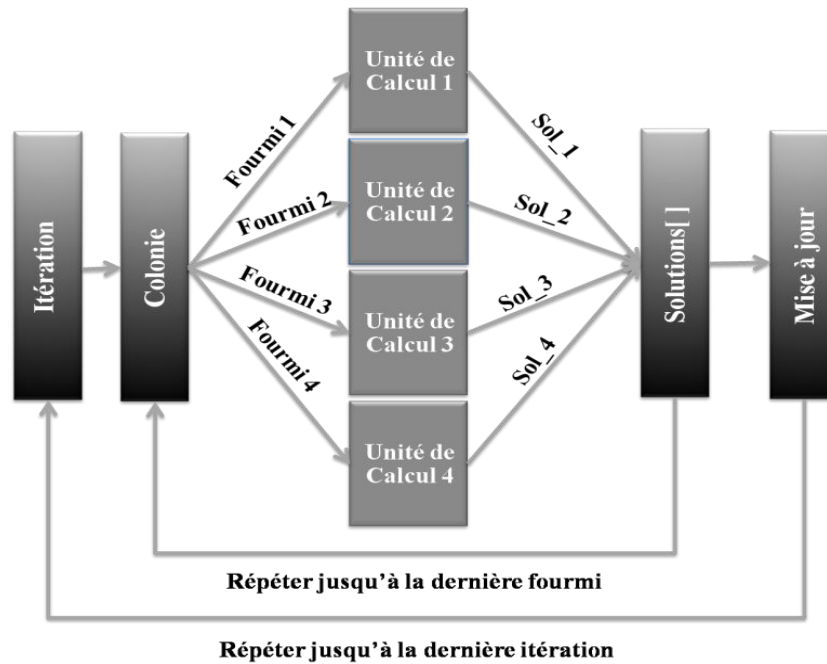 Itération
Colonie
Fourmi 1
Fourmi 2
Fourmi 3
Fourmi 4
Unité de
Calcul 1
Unité de
Calcul 2
Unité de
Calcul 3
Unité de
Calcul 4
Sol_1
Sol_2
Sol_3
Sol_4
Solutions[ ]
Mise à jour
Répéter jusqu'à la dernière fourmi
Répéter jusqu'à la dernière itération